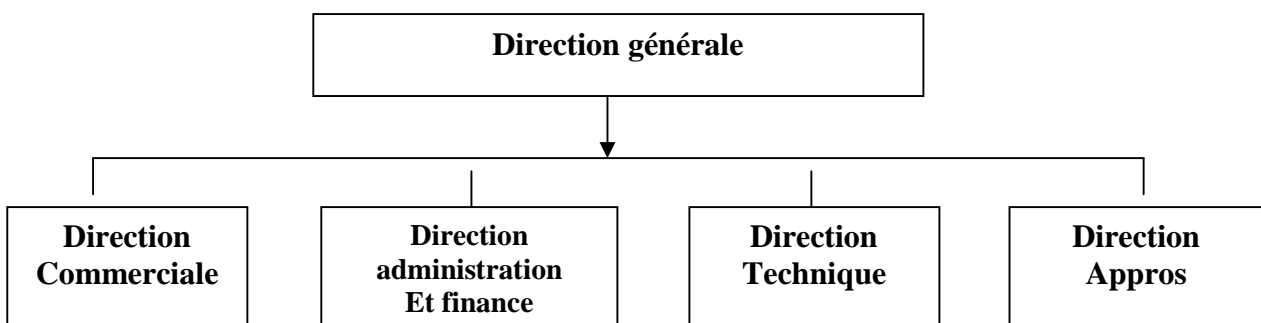 Direction générale
Direction
Commerciale
Direction
administration
Et finance
Direction
Technique
Direction
Appros